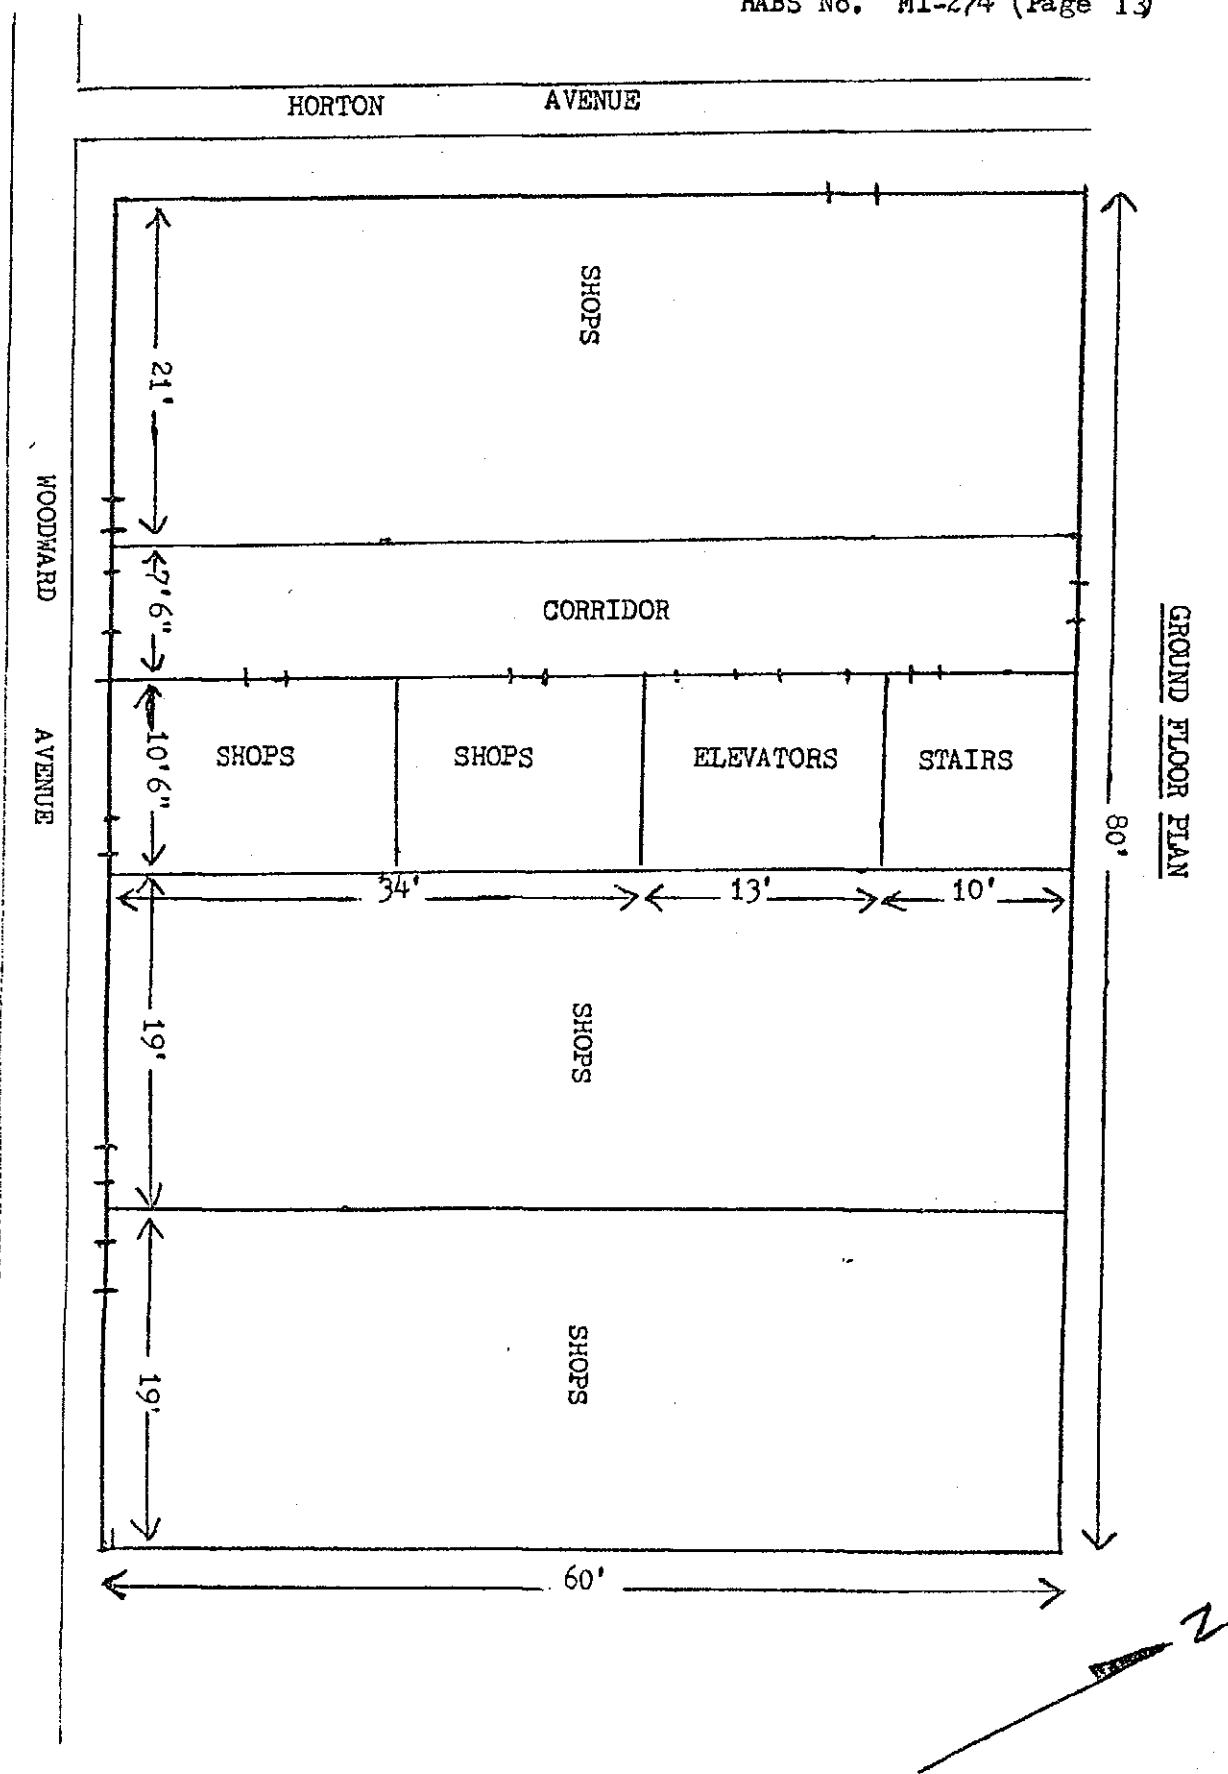 HABS No. MI-274 (Page 13)
HORTON AVENUE
SHOPS
21'
WOODWARD AVENUE
7'6"
CORRIDOR
GROUND FLOOR PLAN
10'6"
SHOPS
SHOPS
ELEVATORS
STAIRS
80'
34'
13'
10'
19'
SHOPS
19'
SHOPS
60'
N